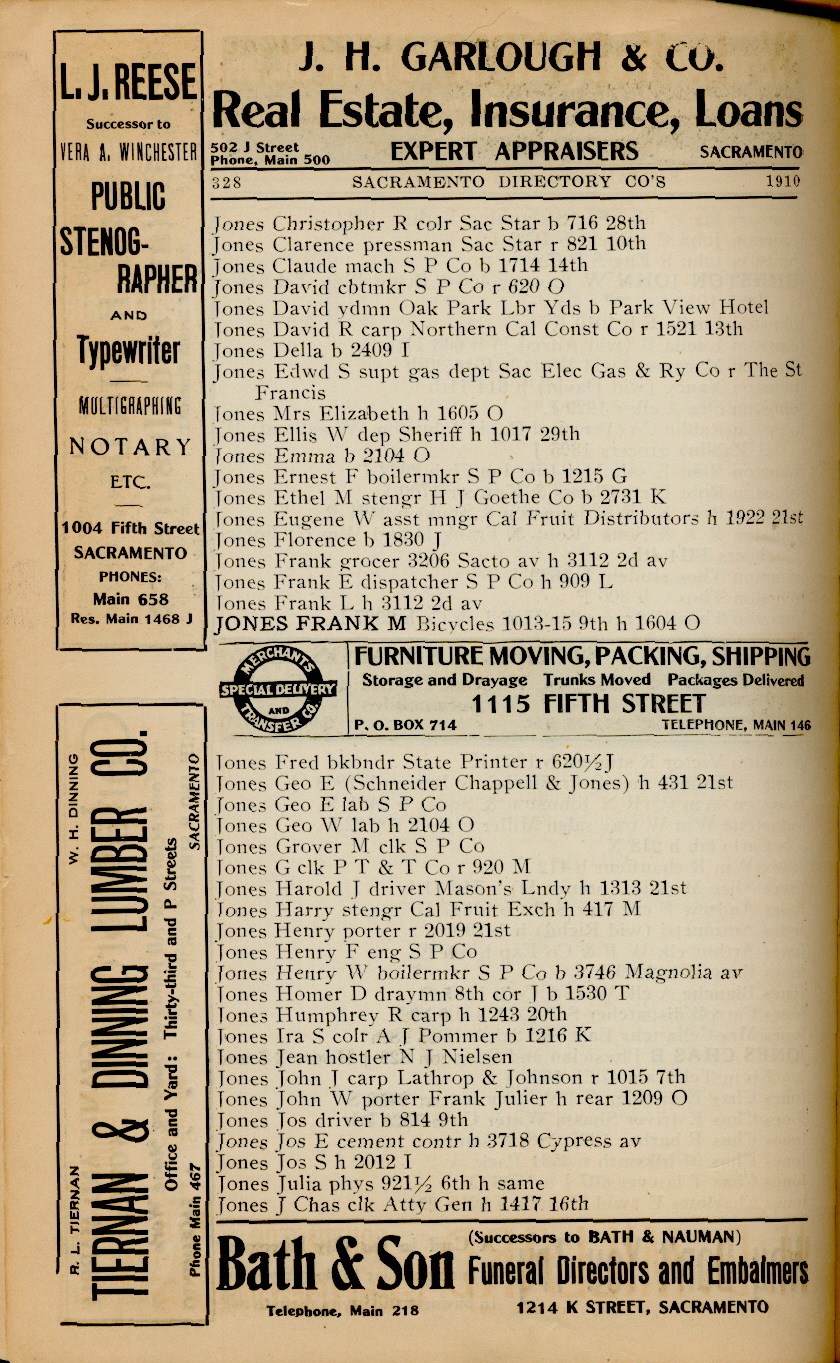 J. H. GARLOUGH & CO.
Real Estate, Insurance, Loans
502 J Street
Phone, Main 500
EXPERT APPRAISERS
SACRAMENTO
328 SACRAMENTO DIRECTORY CO'S 1910
L. J. REESE
Successor to
VERA A. WINCHESTER
PUBLIC
STENOG-
RAPHER
AND
Typewriter
MULTIGRAPHING
NOTARY
ETC.
1004 Fifth Street
SACRAMENTO
PHONES:
Main 658
Res. Main 1468 J
Jones Christopher R colr Sac Star b 716 28th
Jones Clarence pressman Sac Star r 821 10th
Jones Claude mach S P Co b 1714 14th
Jones David cbtmkr S P Co r 620 O
Jones David ydmn Oak Park Lbr Yds b Park View Hotel
Jones David R carp Northern Cal Const Co r 1521 13th
Jones Della b 2409 I
Jones Edwd S supt gas dept Sac Elec Gas & Ry Co r The St
Francis
Jones Mrs Elizabeth h 1605 O
Jones Ellis W dep Sheriff h 1017 29th
Jones Emma b 2104 O
Jones Ernest F boilermkr S P Co b 1215 G
Jones Ethel M stengr H J Goethe Co b 2731 K
Jones Eugene W asst mngr Cal Fruit Distributors h 1922 21st
Jones Florence b 1830 J
Jones Frank grocer 3206 Sacto av h 3112 2d av
Jones Frank E dispatcher S P Co h 909 L
Jones Frank L h 3112 2d av
JONES FRANK M Bicycles 1013-15 9th h 1604 O
MERCHANTS
SPECIAL DELIVERY
AND
TRANSFER CO.
FURNITURE MOVING, PACKING, SHIPPING
Storage and Drayage Trunks Moved Packages Delivered
1115 FIFTH STREET
P. O. BOX 714 TELEPHONE, MAIN 146
W. H. DINNING
R. L. TIERNAN
TIERNAN & DINNING LUMBER CO.
Office and Yard: Thirty-third and P Streets
Phone Main 467
SACRAMENTO
Jones Fred bkbndr State Printer r 620½ J
Jones Geo E (Schneider Chappell & Jones) h 431 21st
Jones Geo E lab S P Co
Jones Geo W lab h 2104 O
Jones Grover M clk S P Co
Jones G clk P T & T Co r 920 M
Jones Harold J driver Mason's Lndy h 1313 21st
Jones Harry stengr Cal Fruit Exch h 417 M
Jones Henry porter r 2019 21st
Jones Henry F eng S P Co
Jones Henry W boilermkr S P Co b 3746 Magnolia av
Jones Homer D draymn 8th cor J b 1530 T
Jones Humphrey R carp h 1243 20th
Jones Ira S colr A J Pommer b 1216 K
Jones Jean hostler N J Nielsen
Jones John J carp Lathrop & Johnson r 1015 7th
Jones John W porter Frank Julier h rear 1209 O
Jones Jos driver b 814 9th
Jones Jos E cement contr h 3718 Cypress av
Jones Jos S h 2012 I
Jones Julia phys 921½ 6th h same
Jones J Chas clk Atty Gen h 1417 16th
Bath & Son
(Successors to BATH & NAUMAN)
Funeral Directors and Embalmers
Telephone, Main 218
1214 K STREET, SACRAMENTO